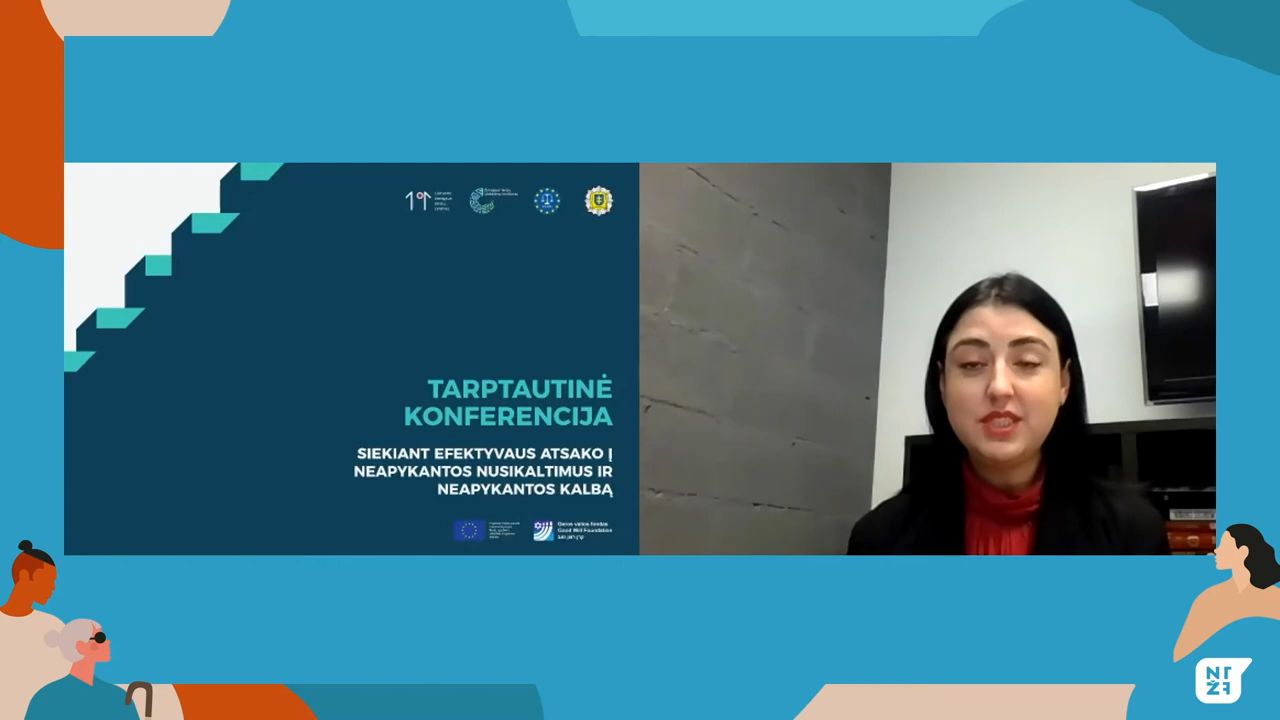 TARPTAUTINĖ
KONFERENCIJA
SIEKIANT EFEKTYVAUS ATSAKO Į
NEAPYKANTOS NUSIKALTIMUS IR
NEAPYKANTOS KALBĄ
Geros valios fondas
Good Will Foundation